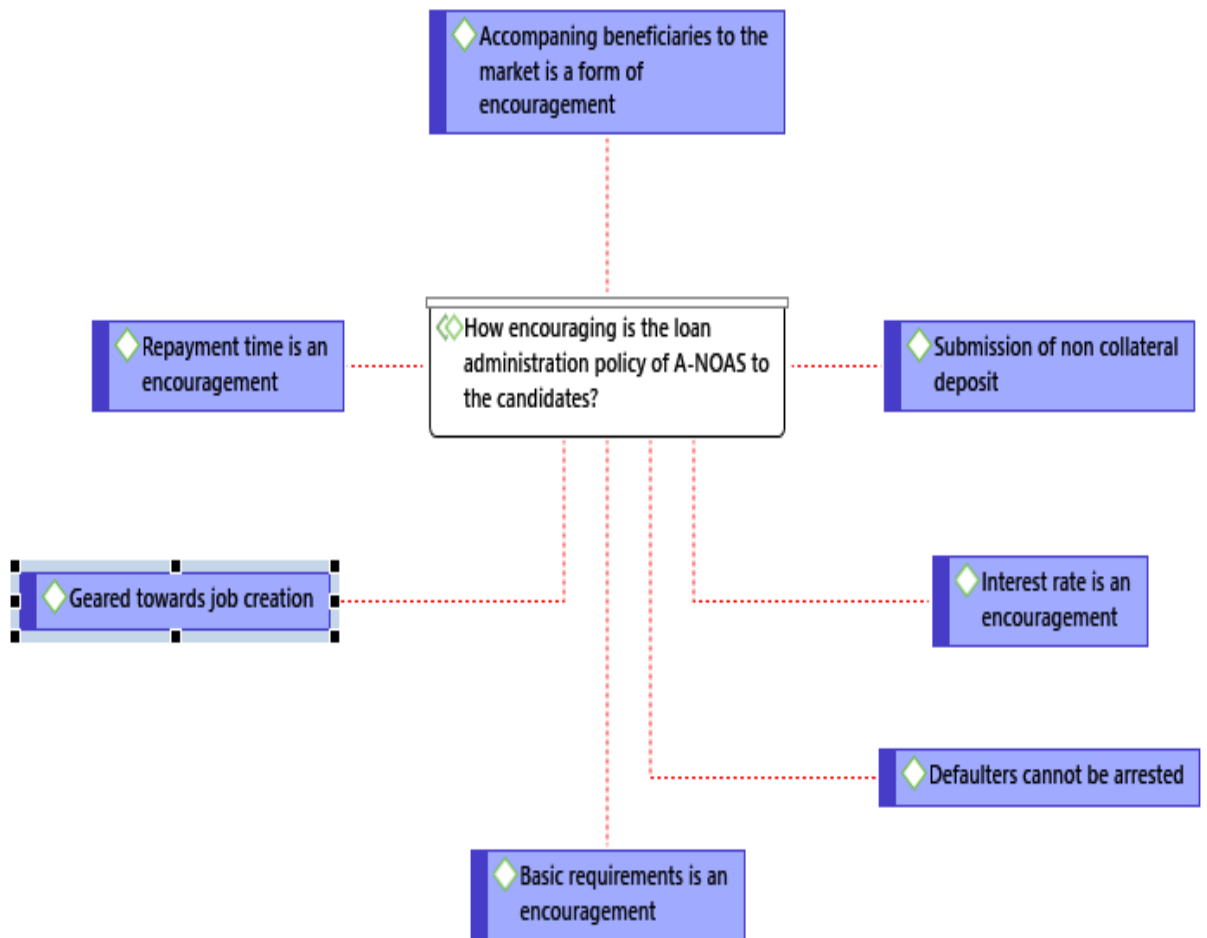 Accompaning beneficiaries to the
market is a form of
encouragement
Repayment time is an
encouragement
How encouraging is the loan
administration policy of A-NOAS to
the candidates?
Submission of non collateral
deposit
Geared towards job creation
Interest rate is an
encouragement
Defaulters cannot be arrested
Basic requirements is an
encouragement